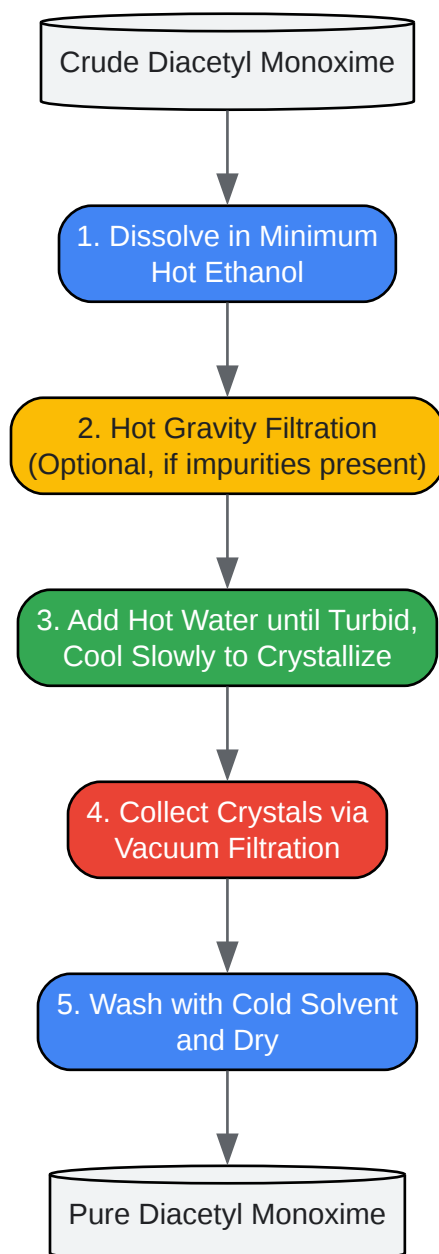 Crude Diacetyl Monoxime
1. Dissolve in Minimum
Hot Ethanol
2. Hot Gravity Filtration
(Optional, if impurities present)
3. Add Hot Water until Turbid,
Cool Slowly to Crystallize
4. Collect Crystals via
Vacuum Filtration
5. Wash with Cold Solvent
and Dry
Pure Diacetyl Monoxime